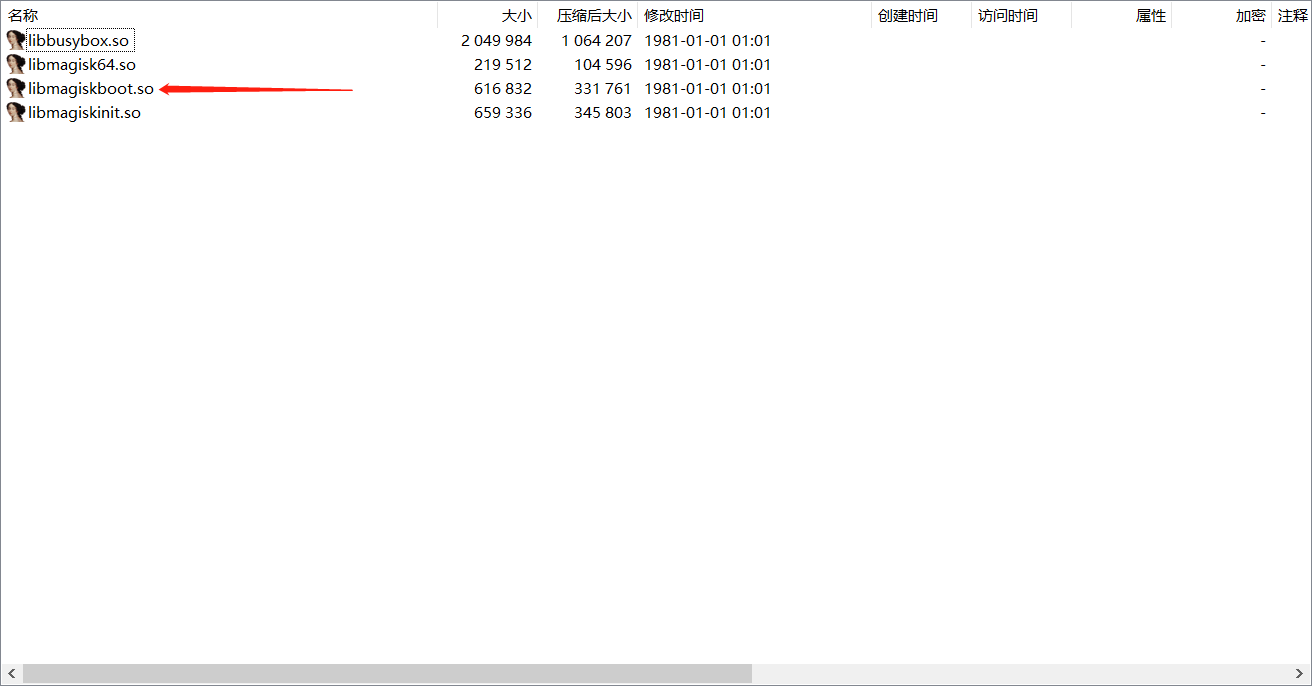 名称 大小 压缩后大小 修改时间 创建时间 访问时间 属性 加密 注释
libbusybox.so 2 049 984 1 064 207 1981-01-01 01:01 -
libmagisk64.so 219 512 104 596 1981-01-01 01:01 -
libmagiskboot.so 616 832 331 761 1981-01-01 01:01 -
libmagiskinit.so 659 336 345 803 1981-01-01 01:01 -